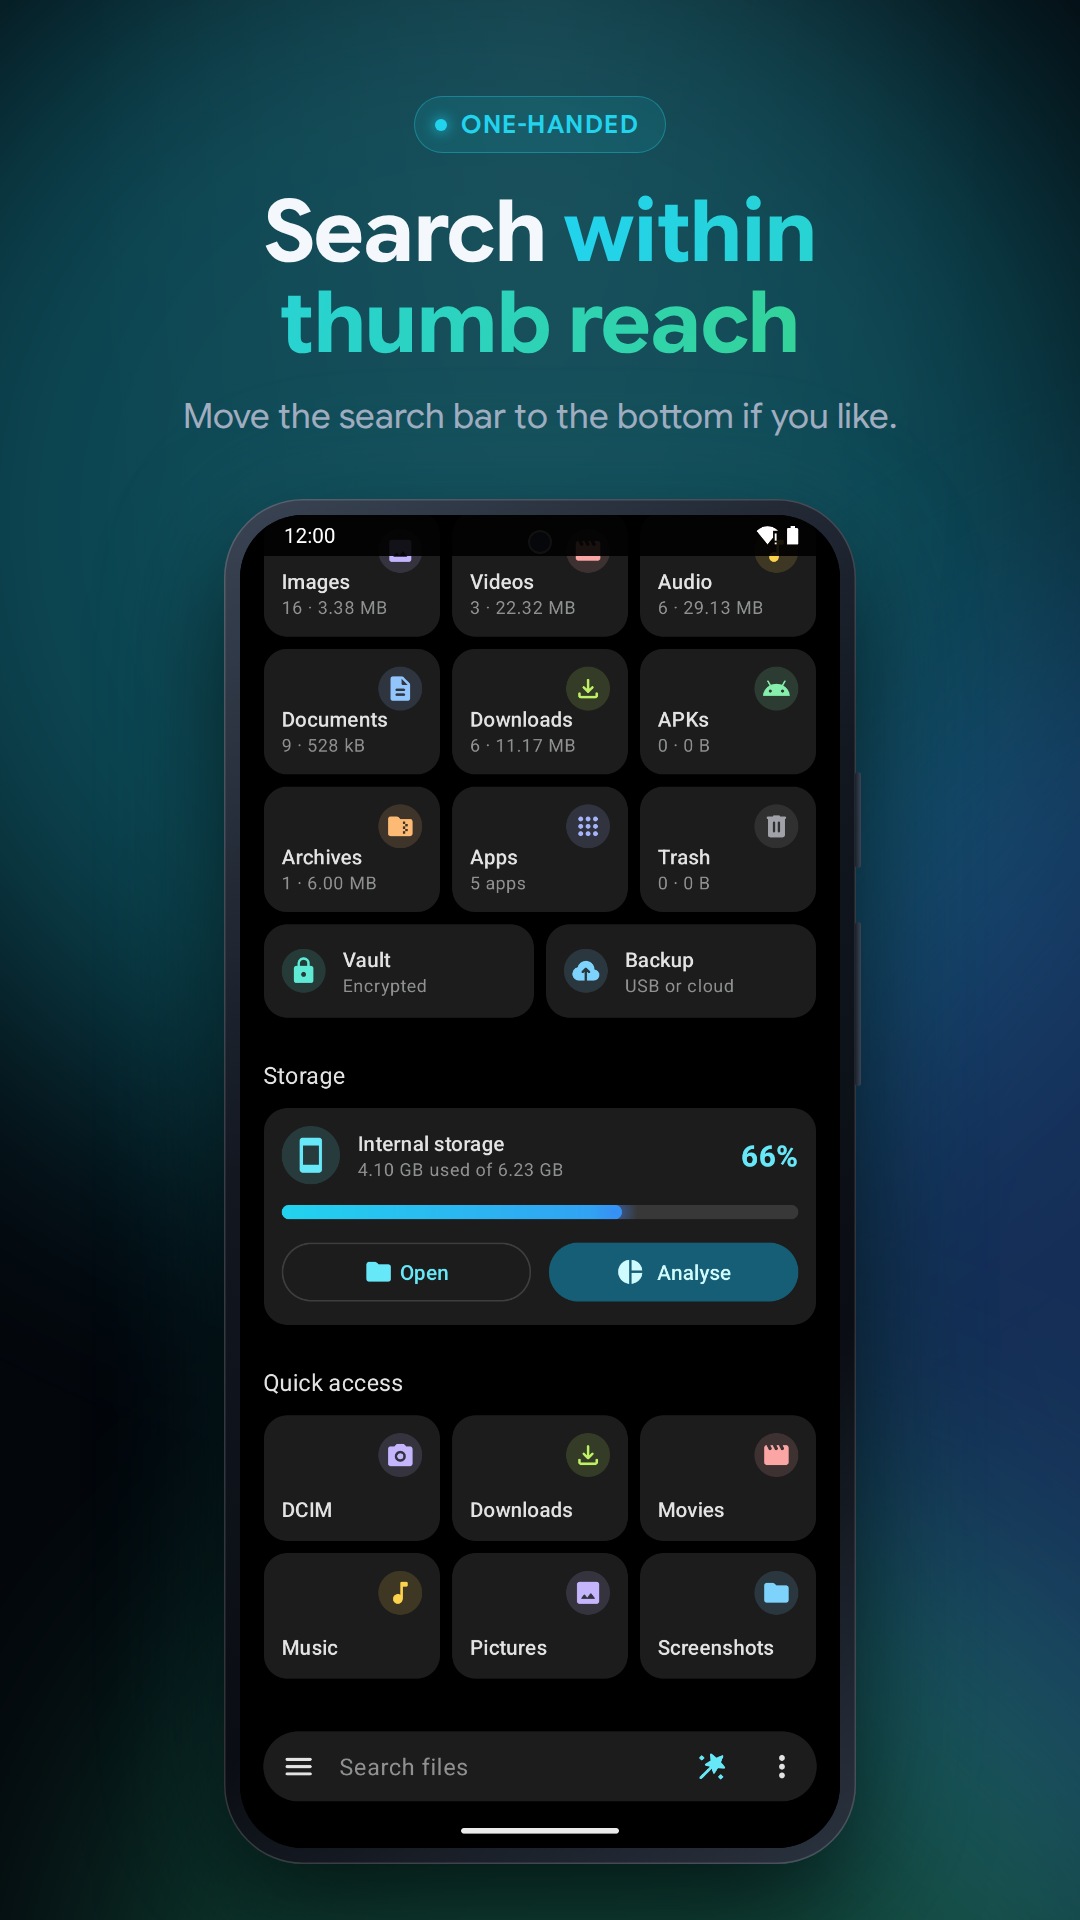 ONE-HANDED
Search within
thumb reach
Move the search bar to the bottom if you like.
12:00
Images
16 · 3.38 MB
Videos
3 · 22.32 MB
Audio
6 · 29.13 MB
Documents
9 · 528 kB
Downloads
6 · 11.17 MB
APKs
0 · 0 B
Archives
1 · 6.00 MB
Apps
5 apps
Trash
0 · 0 B
Vault
Encrypted
Backup
USB or cloud
Storage
Internal storage
4.10 GB used of 6.23 GB
66%
Open
Analyse
Quick access
DCIM
Downloads
Movies
Music
Pictures
Screenshots
Search files